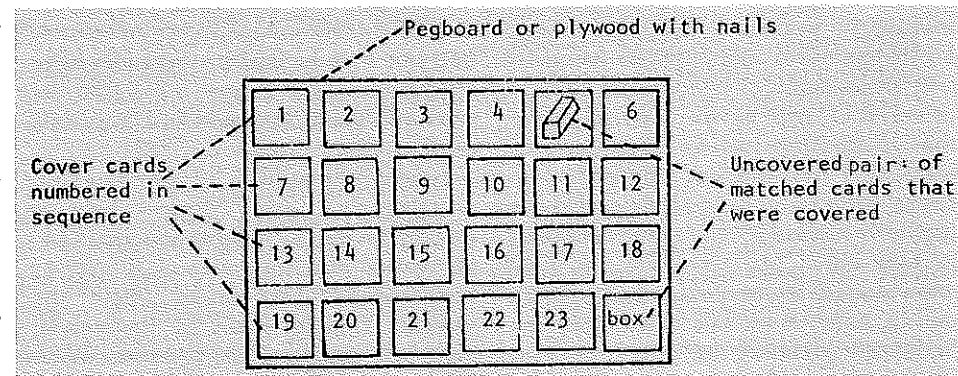 Pegboard or plywood with nails
1 2 3 4 6
Cover cards
numbered in
sequence
7 8 9 10 11 12
Uncovered pair: of
matched cards that
were covered
13 14 15 16 17 18
19 20 21 22 23 box